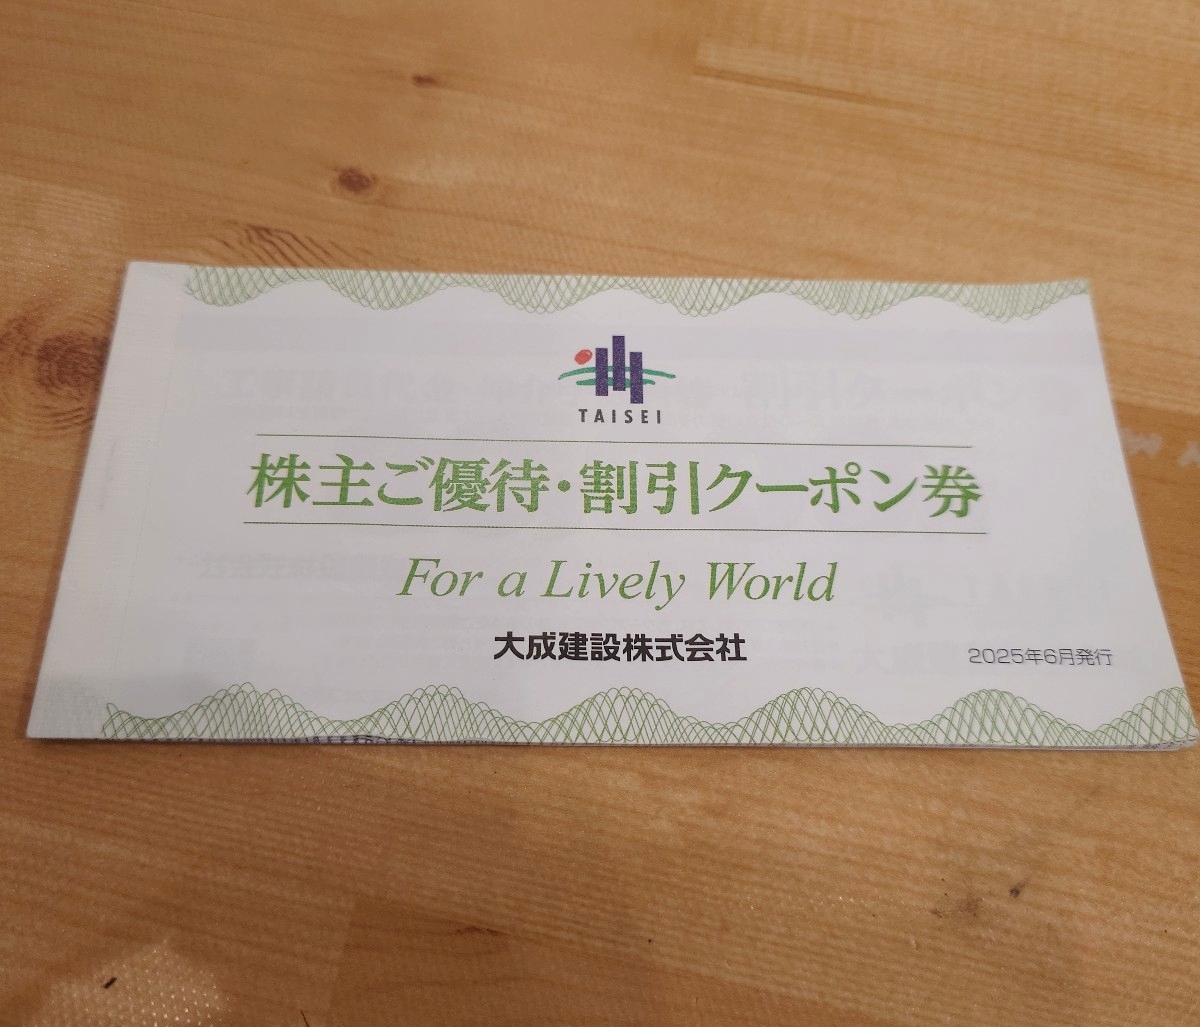 TAISEI
株主ご優待・割引クーポン券
For a Lively World
大成建設株式会社
2025年6月発行